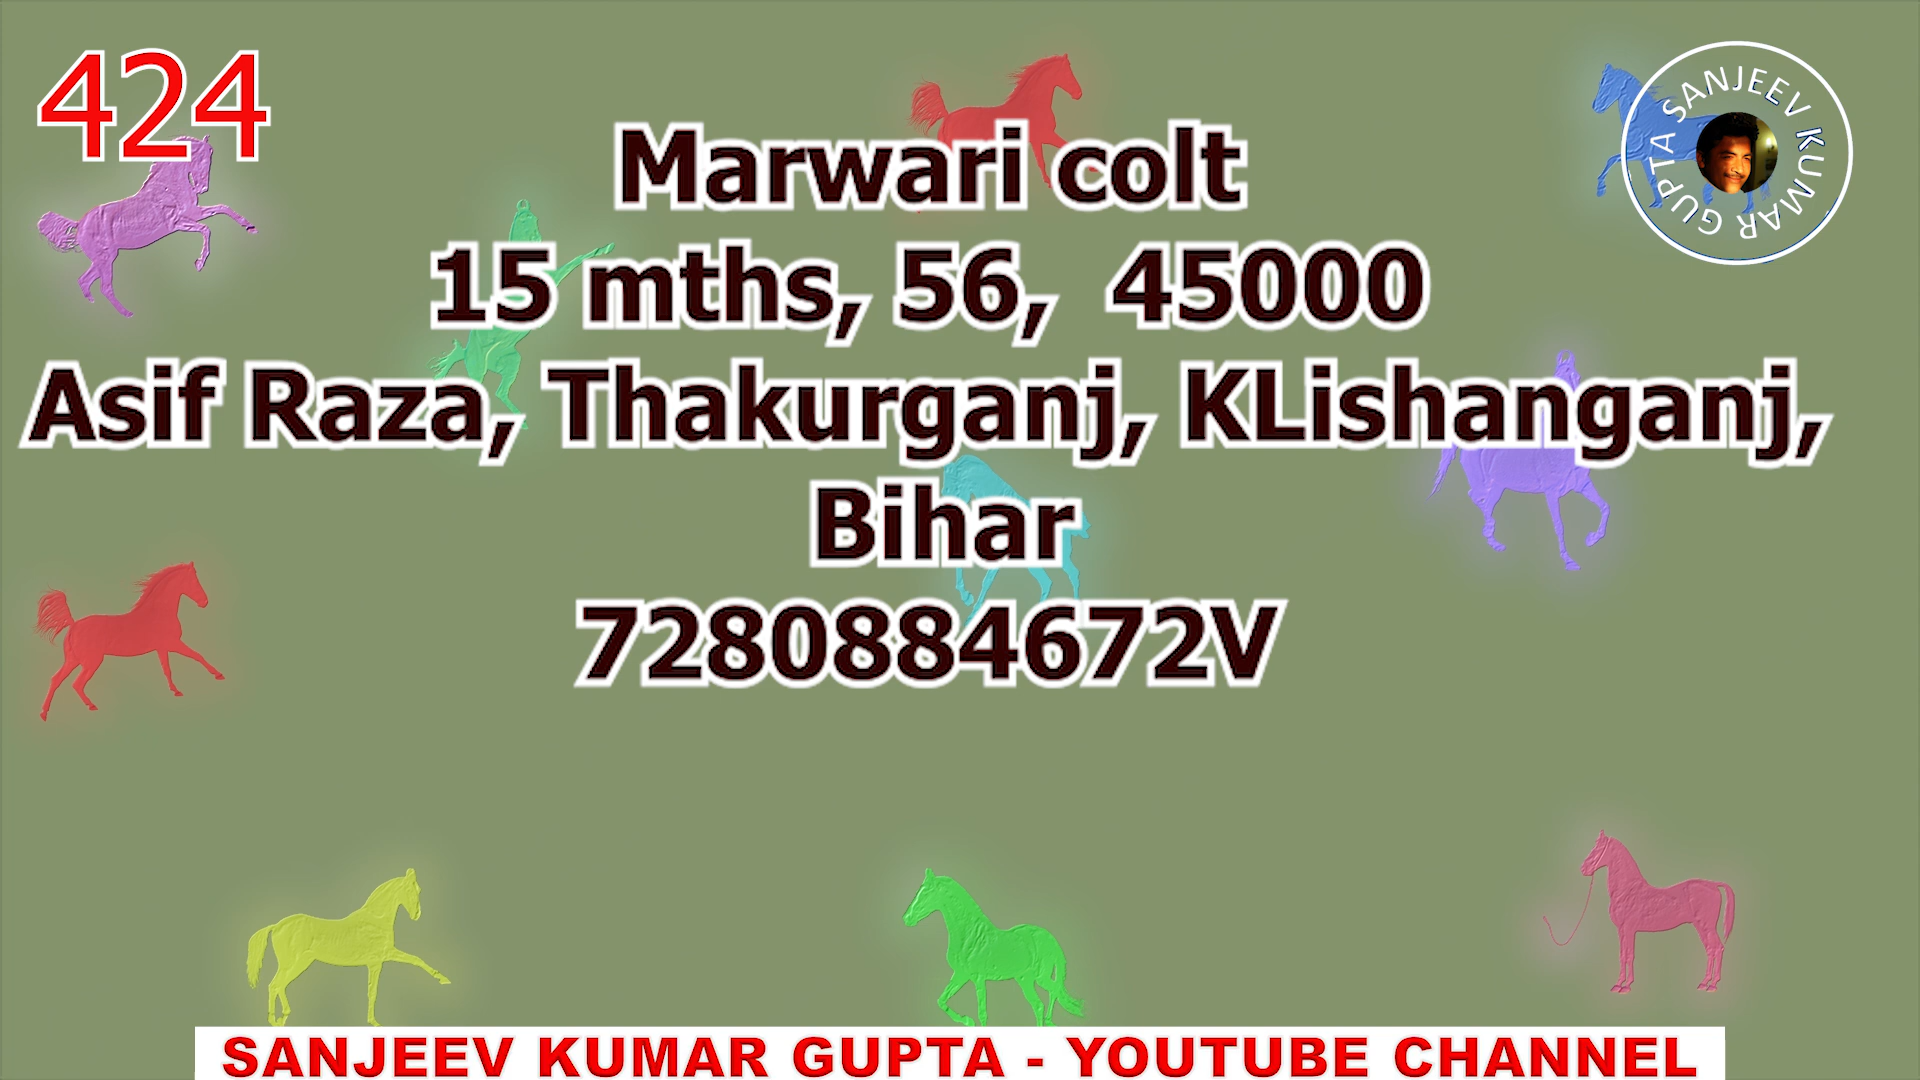 424
SANJEEV KUMAR GUPTA
Marwari colt
15 mths, 56,  45000
Asif Raza, Thakurganj, KLishanganj,
Bihar
7280884672V
SANJEEV KUMAR GUPTA - YOUTUBE CHANNEL